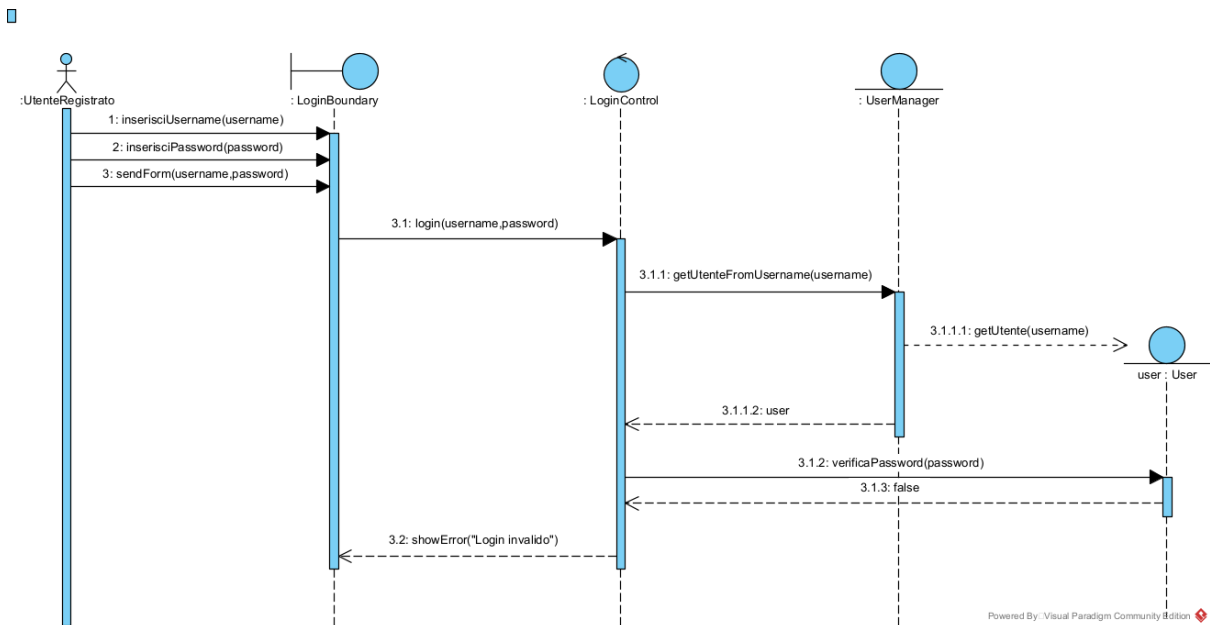 :UtenteRegistrato
: LoginBoundary
: LoginControl
: UserManager
1: inserisciUsername(username)
2: inserisciPassword(password)
3: sendForm(username,password)
3.1: login(username,password)
3.1.1: getUtenteFromUsername(username)
3.1.1.1: getUtente(username)
user : User
3.1.1.2: user
3.1.2: verificaPassword(password)
3.1.3: false
3.2: showError("Login invalido")
Powered By Visual Paradigm Community Edition